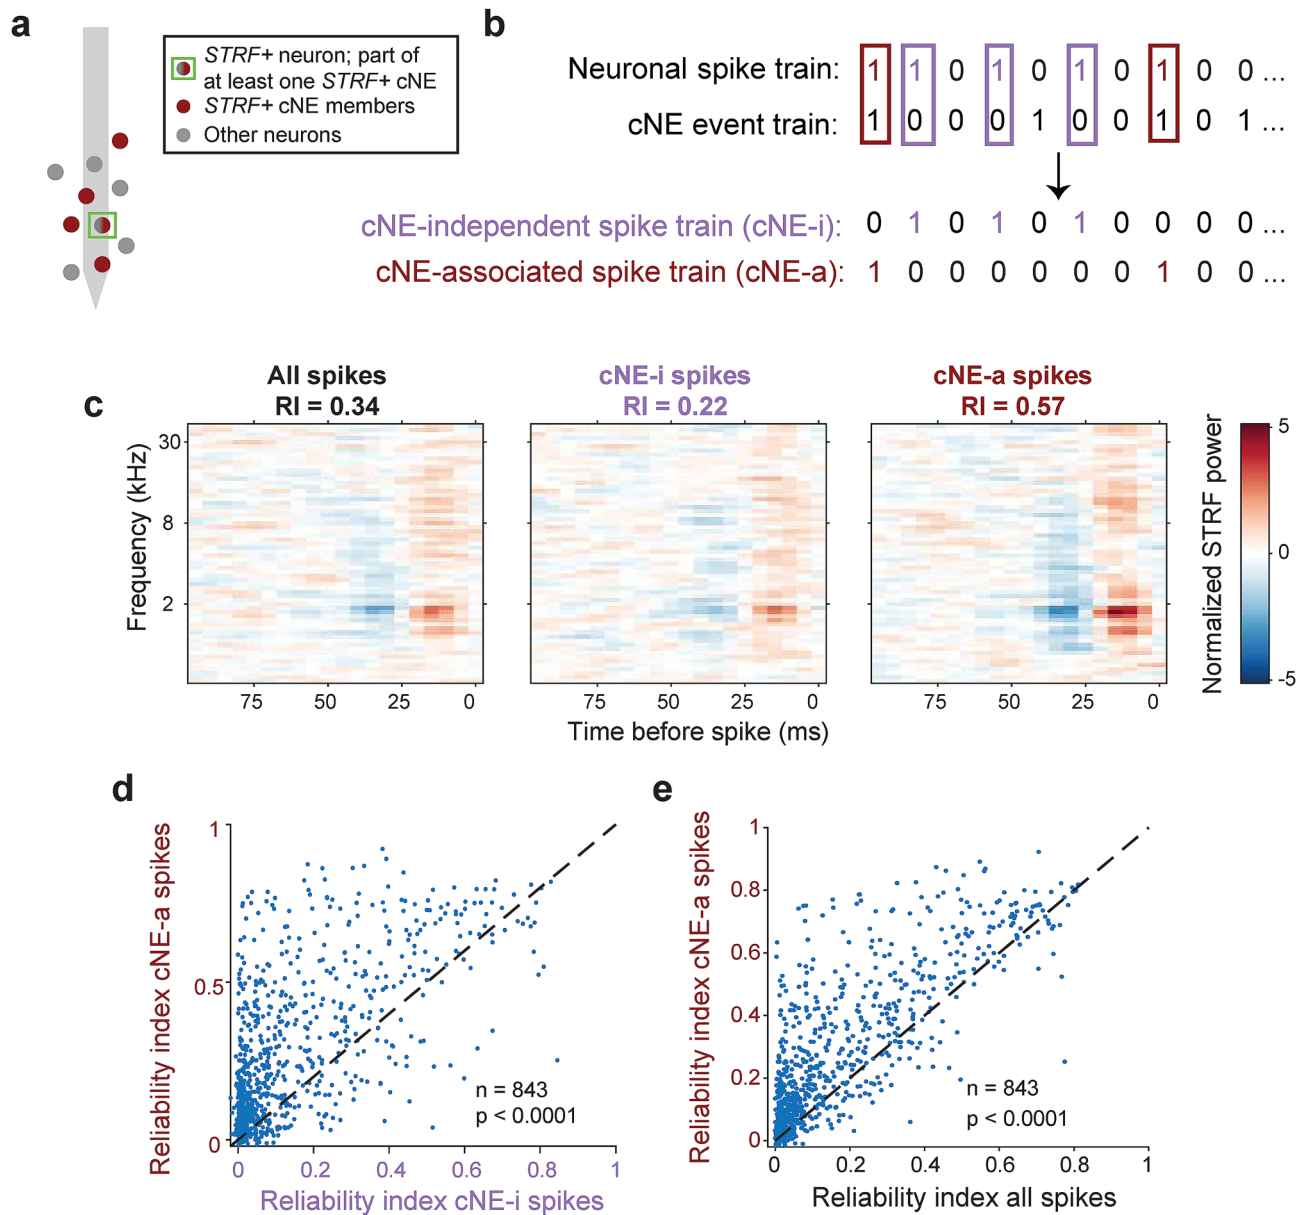 a
STRF+ neuron; part of
at least one STRF+ cNE
STRF+ cNE members
Other neurons
b
Neuronal spike train: 1 1 0 1 0 1 0 1 0 0 ...
cNE event train: 1 0 0 0 1 0 0 1 0 1 ...
cNE-independent spike train (cNE-i): 0 1 0 1 0 1 0 0 0 0 ...
cNE-associated spike train (cNE-a): 1 0 0 0 0 0 0 1 0 0 ...
c
All spikes
RI = 0.34
cNE-i spikes
RI = 0.22
cNE-a spikes
RI = 0.57
Frequency (kHz)
30
8
2
75 50 25 0
75 50 25 0
75 50 25 0
Time before spike (ms)
Normalized STRF power
5
0
-5
d
Reliability index cNE-a spikes
1
0.5
0
n = 843
p < 0.0001
0 0.2 0.4 0.6 0.8 1
Reliability index cNE-i spikes
e
Reliability index cNE-a spikes
1
0.8
0.6
0.4
0.2
0
n = 843
p < 0.0001
0 0.2 0.4 0.6 0.8 1
Reliability index all spikes